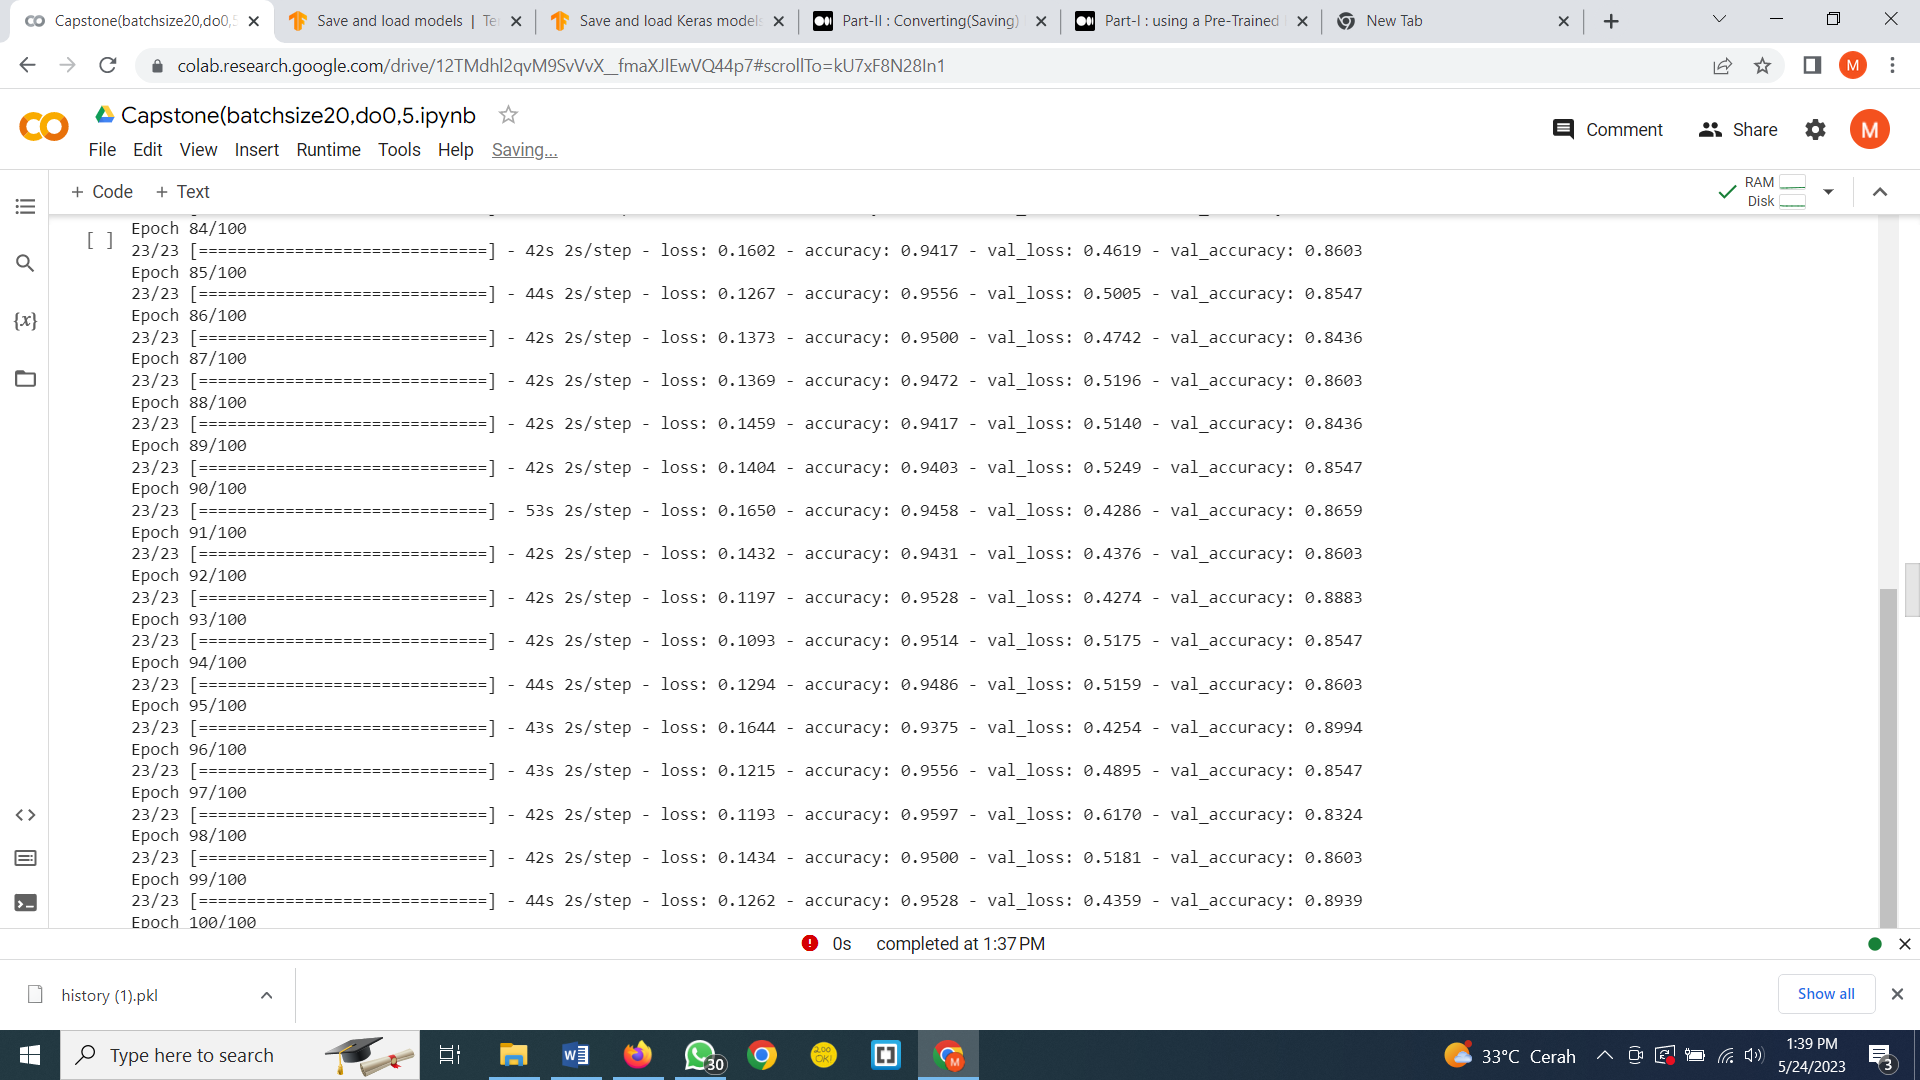 Capstone(batchsize20,do0,5
Save and load models | Te
Save and load Keras models
Part-II : Converting(Saving)
Part-I : using a Pre-Trained
New Tab
colab.research.google.com/drive/12TMdhl2qvM9SvVvX__fmaXJlEwVQ44p7#scrollTo=kU7xF8N28In1
M
Capstone(batchsize20,do0,5.ipynb
File Edit View Insert Runtime Tools Help Saving...
Comment Share M
+ Code + Text
RAM
Disk
[ ]
Epoch 84/100
23/23 [==============================] - 42s 2s/step - loss: 0.1602 - accuracy: 0.9417 - val_loss: 0.4619 - val_accuracy: 0.8603
Epoch 85/100
23/23 [==============================] - 44s 2s/step - loss: 0.1267 - accuracy: 0.9556 - val_loss: 0.5005 - val_accuracy: 0.8547
Epoch 86/100
23/23 [==============================] - 42s 2s/step - loss: 0.1373 - accuracy: 0.9500 - val_loss: 0.4742 - val_accuracy: 0.8436
Epoch 87/100
23/23 [==============================] - 42s 2s/step - loss: 0.1369 - accuracy: 0.9472 - val_loss: 0.5196 - val_accuracy: 0.8603
Epoch 88/100
23/23 [==============================] - 42s 2s/step - loss: 0.1459 - accuracy: 0.9417 - val_loss: 0.5140 - val_accuracy: 0.8436
Epoch 89/100
23/23 [==============================] - 42s 2s/step - loss: 0.1404 - accuracy: 0.9403 - val_loss: 0.5249 - val_accuracy: 0.8547
Epoch 90/100
23/23 [==============================] - 53s 2s/step - loss: 0.1650 - accuracy: 0.9458 - val_loss: 0.4286 - val_accuracy: 0.8659
Epoch 91/100
23/23 [==============================] - 42s 2s/step - loss: 0.1432 - accuracy: 0.9431 - val_loss: 0.4376 - val_accuracy: 0.8603
Epoch 92/100
23/23 [==============================] - 42s 2s/step - loss: 0.1197 - accuracy: 0.9528 - val_loss: 0.4274 - val_accuracy: 0.8883
Epoch 93/100
23/23 [==============================] - 42s 2s/step - loss: 0.1093 - accuracy: 0.9514 - val_loss: 0.5175 - val_accuracy: 0.8547
Epoch 94/100
23/23 [==============================] - 44s 2s/step - loss: 0.1294 - accuracy: 0.9486 - val_loss: 0.5159 - val_accuracy: 0.8603
Epoch 95/100
23/23 [==============================] - 43s 2s/step - loss: 0.1644 - accuracy: 0.9375 - val_loss: 0.4254 - val_accuracy: 0.8994
Epoch 96/100
23/23 [==============================] - 43s 2s/step - loss: 0.1215 - accuracy: 0.9556 - val_loss: 0.4895 - val_accuracy: 0.8547
Epoch 97/100
23/23 [==============================] - 42s 2s/step - loss: 0.1193 - accuracy: 0.9597 - val_loss: 0.6170 - val_accuracy: 0.8324
Epoch 98/100
23/23 [==============================] - 42s 2s/step - loss: 0.1434 - accuracy: 0.9500 - val_loss: 0.5181 - val_accuracy: 0.8603
Epoch 99/100
23/23 [==============================] - 44s 2s/step - loss: 0.1262 - accuracy: 0.9528 - val_loss: 0.4359 - val_accuracy: 0.8939
Epoch 100/100
0s completed at 1:37 PM
history (1).pkl
Show all
Type here to search
30
200 OK!
M
33°C Cerah
1:39 PM
5/24/2023
3